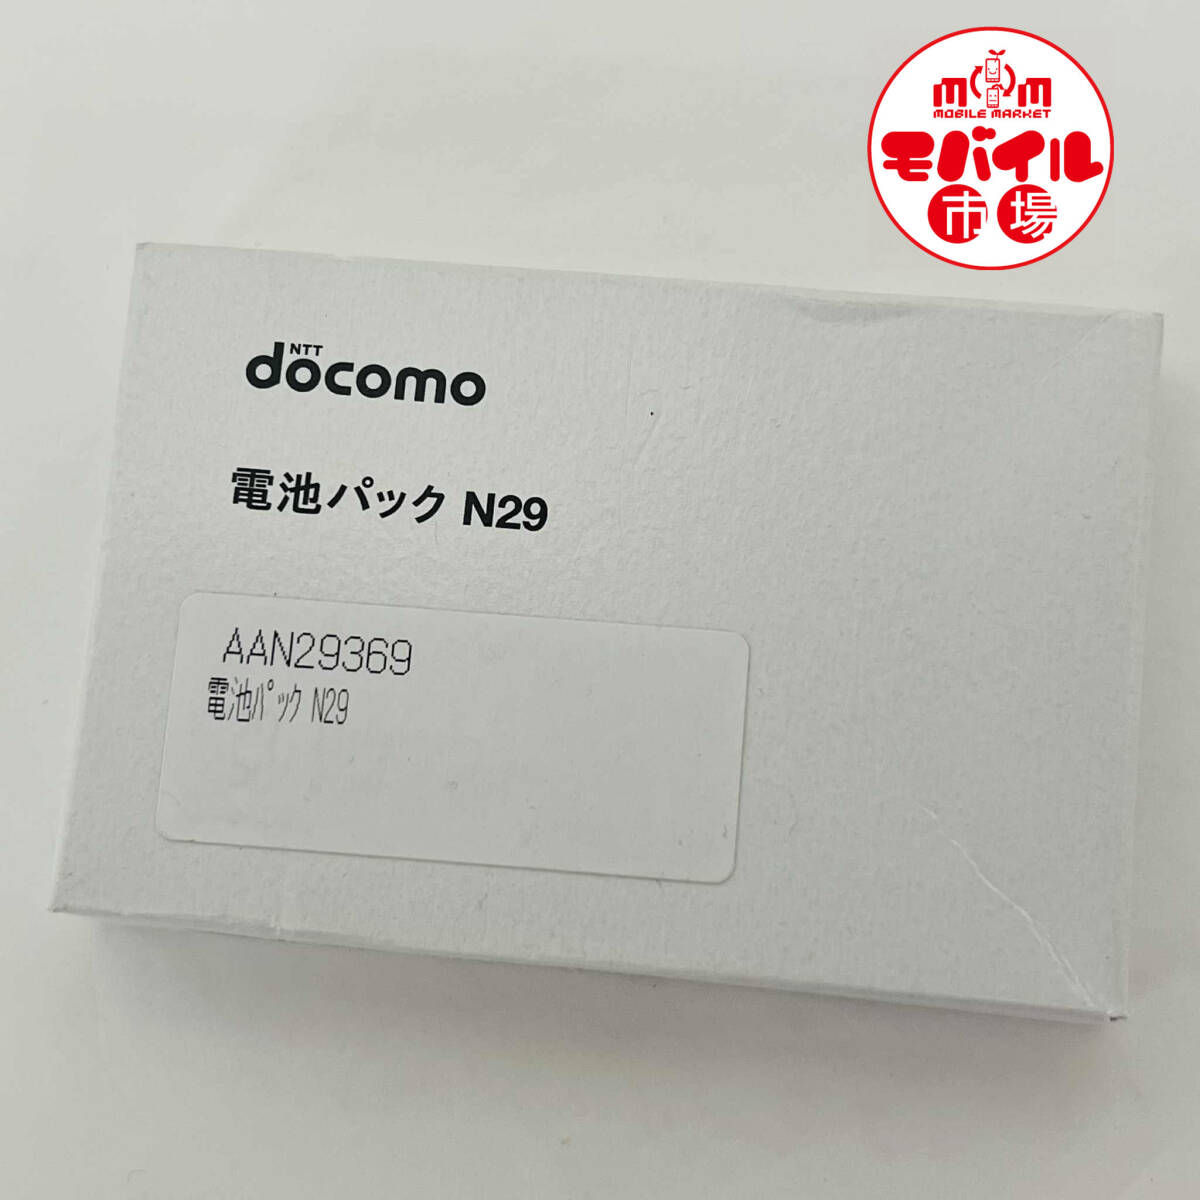 MM
MOBILE MARKET
モバイル
市場
NTT
docomo
電池パック N29
AAN29369
電池パック N29